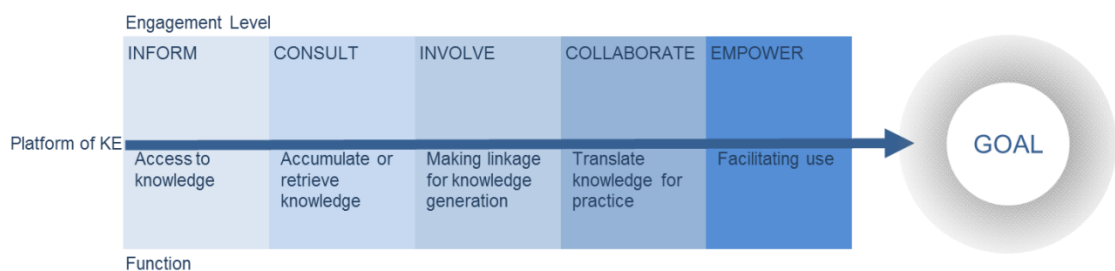 Engagement Level
INFORM
CONSULT
INVOLVE
COLLABORATE
EMPOWER
Platform of KE
GOAL
Access to
knowledge
Accumulate or
retrieve
knowledge
Making linkage
for knowledge
generation
Translate
knowledge for
practice
Facilitating use
Function